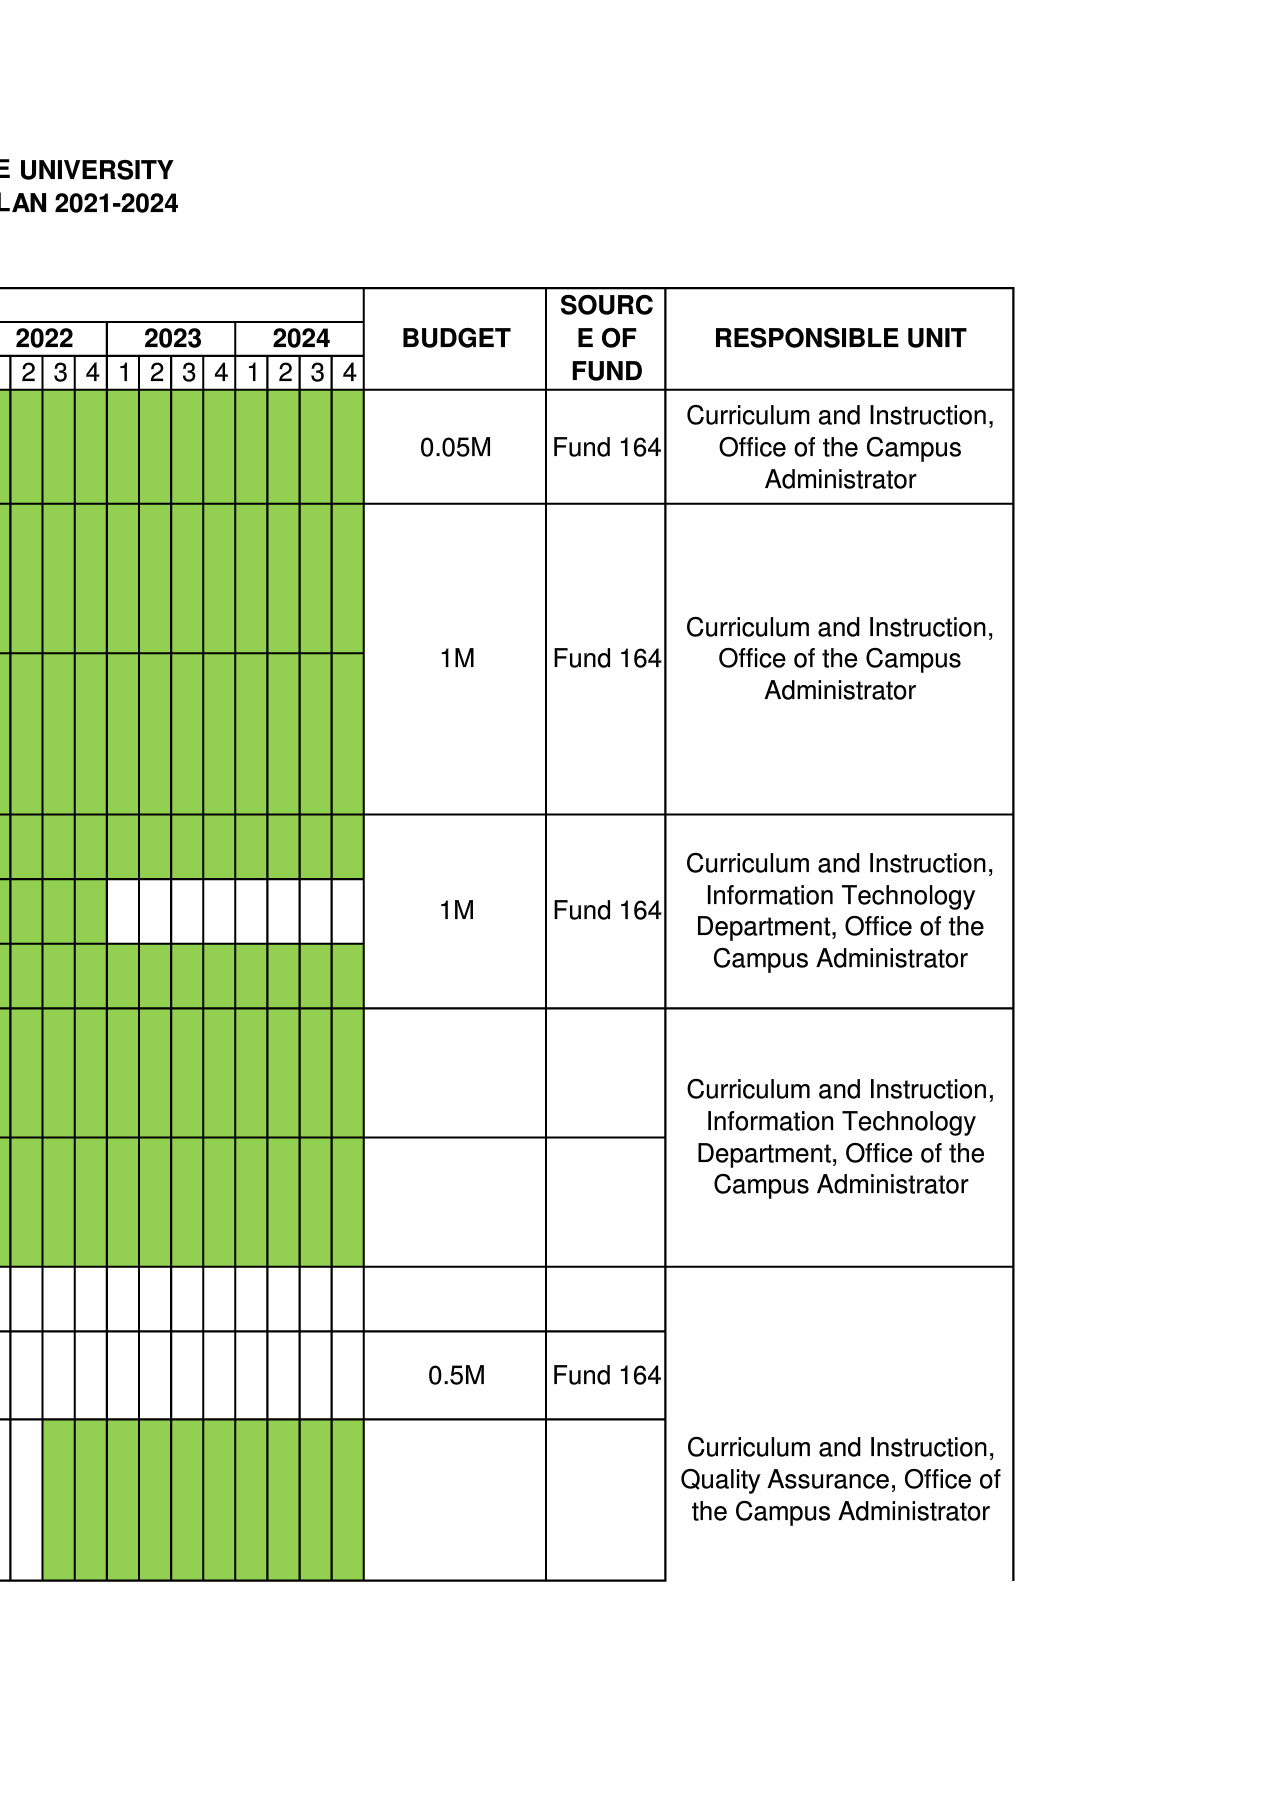 E UNIVERSITY
LAN 2021-2024
2022 2023 2024
BUDGET
SOURC
E OF
FUND
RESPONSIBLE UNIT
2 3 4 1 2 3 4 1 2 3 4
0.05M
Fund 164
Curriculum and Instruction,
Office of the Campus
Administrator
1M
Fund 164
Curriculum and Instruction,
Office of the Campus
Administrator
1M
Fund 164
Curriculum and Instruction,
Information Technology
Department, Office of the
Campus Administrator
Curriculum and Instruction,
Information Technology
Department, Office of the
Campus Administrator
0.5M
Fund 164
Curriculum and Instruction,
Quality Assurance, Office of
the Campus Administrator